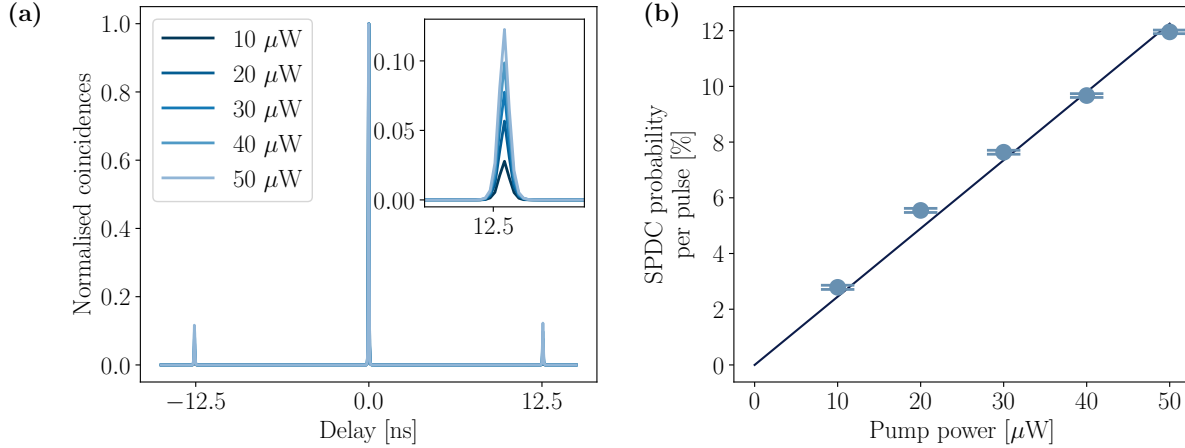 (a)
Normalised coincidences
1.0
0.8
0.6
0.4
0.2
0.0
10 μW
20 μW
30 μW
40 μW
50 μW
0.10
0.05
0.00
12.5
−12.5
0.0
12.5
Delay [ns]
(b)
SPDC probability
per pulse [%]
12
10
8
6
4
2
0
0
10
20
30
40
50
Pump power [μW]